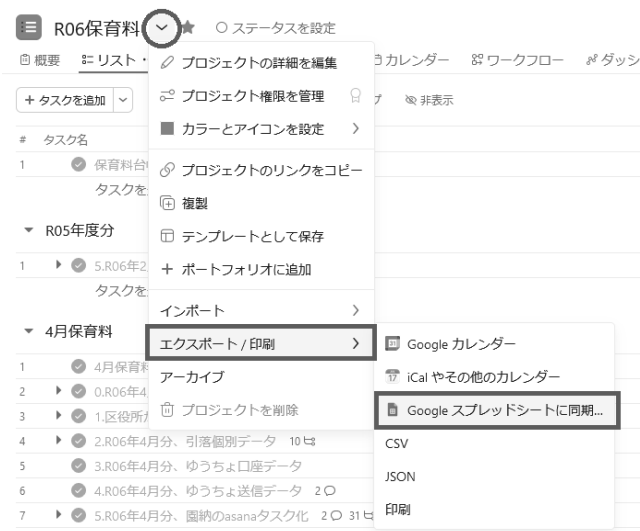 R06保育料
ステータスを設定
概要
リスト・
カレンダー
ワークフロー
ダッシ
+ タスクを追加
非表示
# タスク名
1 保育料台
タスクを
R05年度分
1 5.R06年2
タスクを
4月保育料
1 4月保育料
2 0.R06年4
3 1.区役所
4 2.R06年4月分、引落個別データ 10
5 3.R06年4月分、ゆうちょ口座データ
6 4.R06年4月分、ゆうちょ送信データ 2
7 5.R06年4月分、園納のasanaタスク化 2 31
プロジェクトの詳細を編集
プロジェクト権限を管理
カラーとアイコンを設定
プロジェクトのリンクをコピー
複製
テンプレートとして保存
+ ポートフォリオに追加
インポート
エクスポート / 印刷
アーカイブ
プロジェクトを削除
Google カレンダー
iCal やその他のカレンダー
Google スプレッドシートに同期...
CSV
JSON
印刷